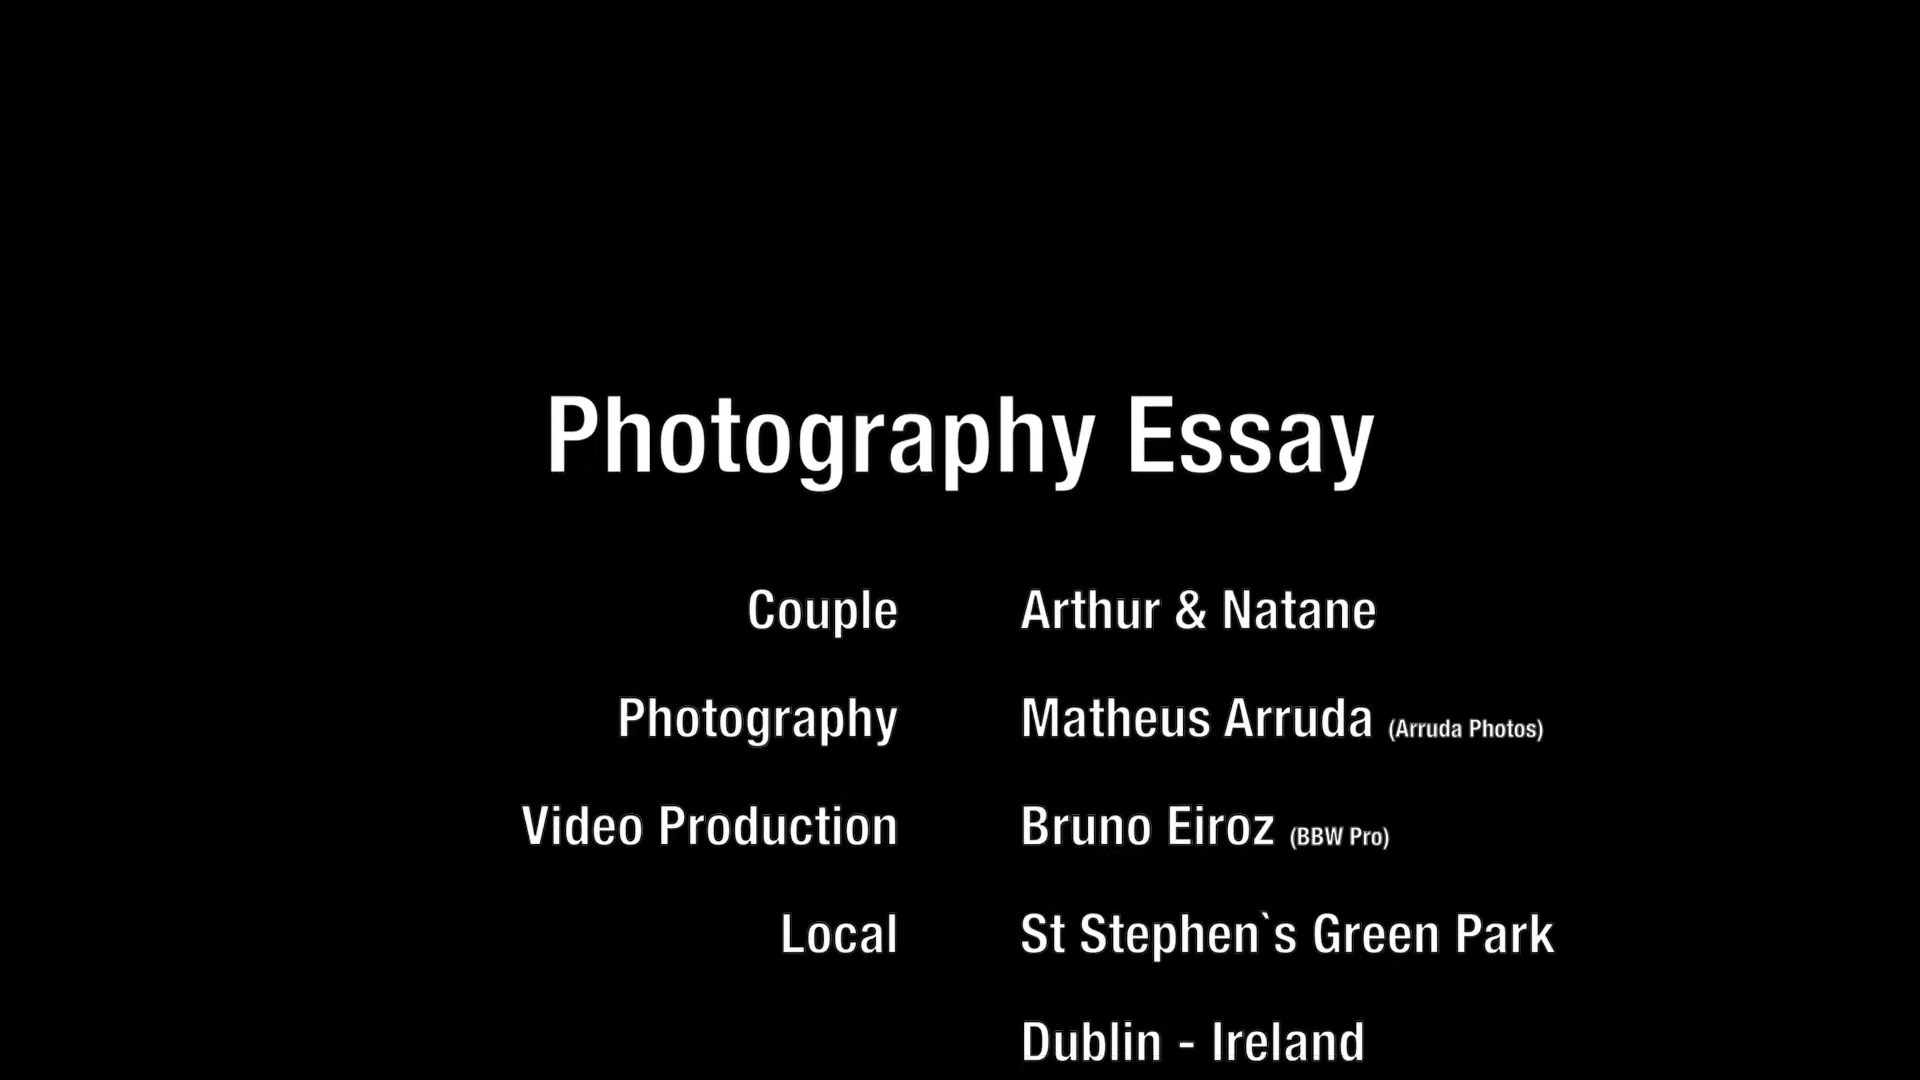 Photography Essay
Couple Arthur & Natane
Photography Matheus Arruda (Arruda Photos)
Video Production Bruno Eiroz (BBW Pro)
Local St Stephen`s Green Park
Dublin - Ireland